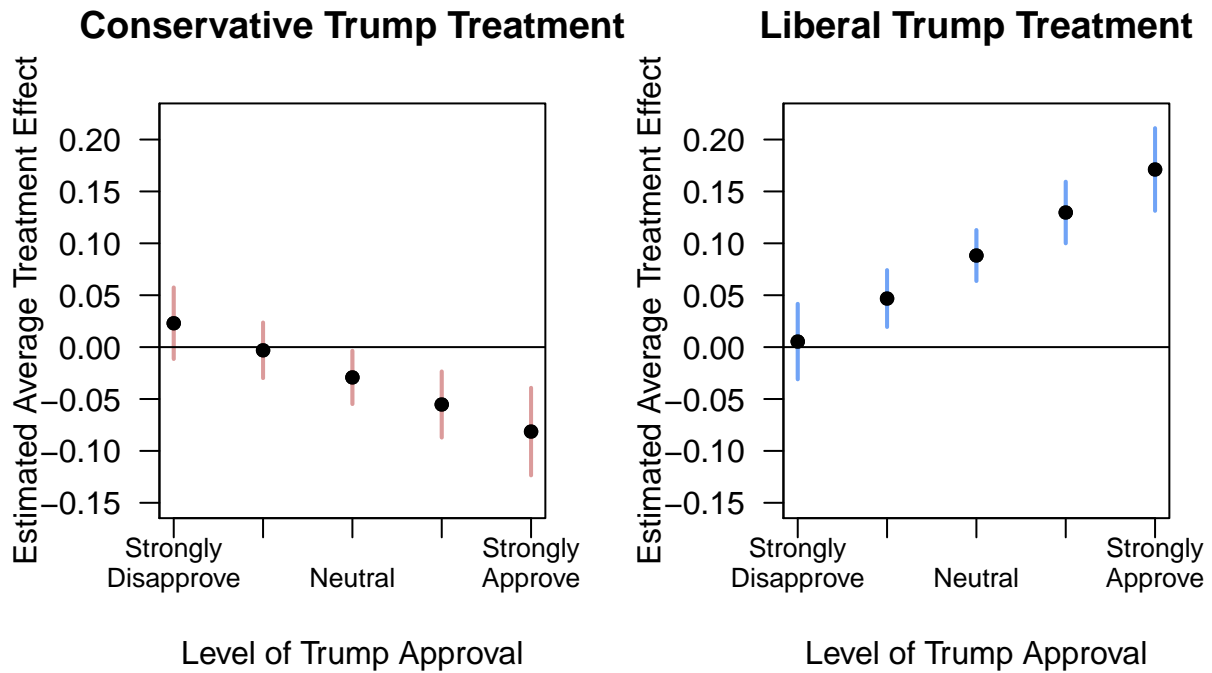 Conservative Trump Treatment
Estimated Average Treatment Effect
0.20
0.15
0.10
0.05
0.00
−0.05
−0.10
−0.15
Strongly Disapprove
Neutral
Strongly Approve
Level of Trump Approval
Liberal Trump Treatment
Estimated Average Treatment Effect
0.20
0.15
0.10
0.05
0.00
−0.05
−0.10
−0.15
Strongly Disapprove
Neutral
Strongly Approve
Level of Trump Approval